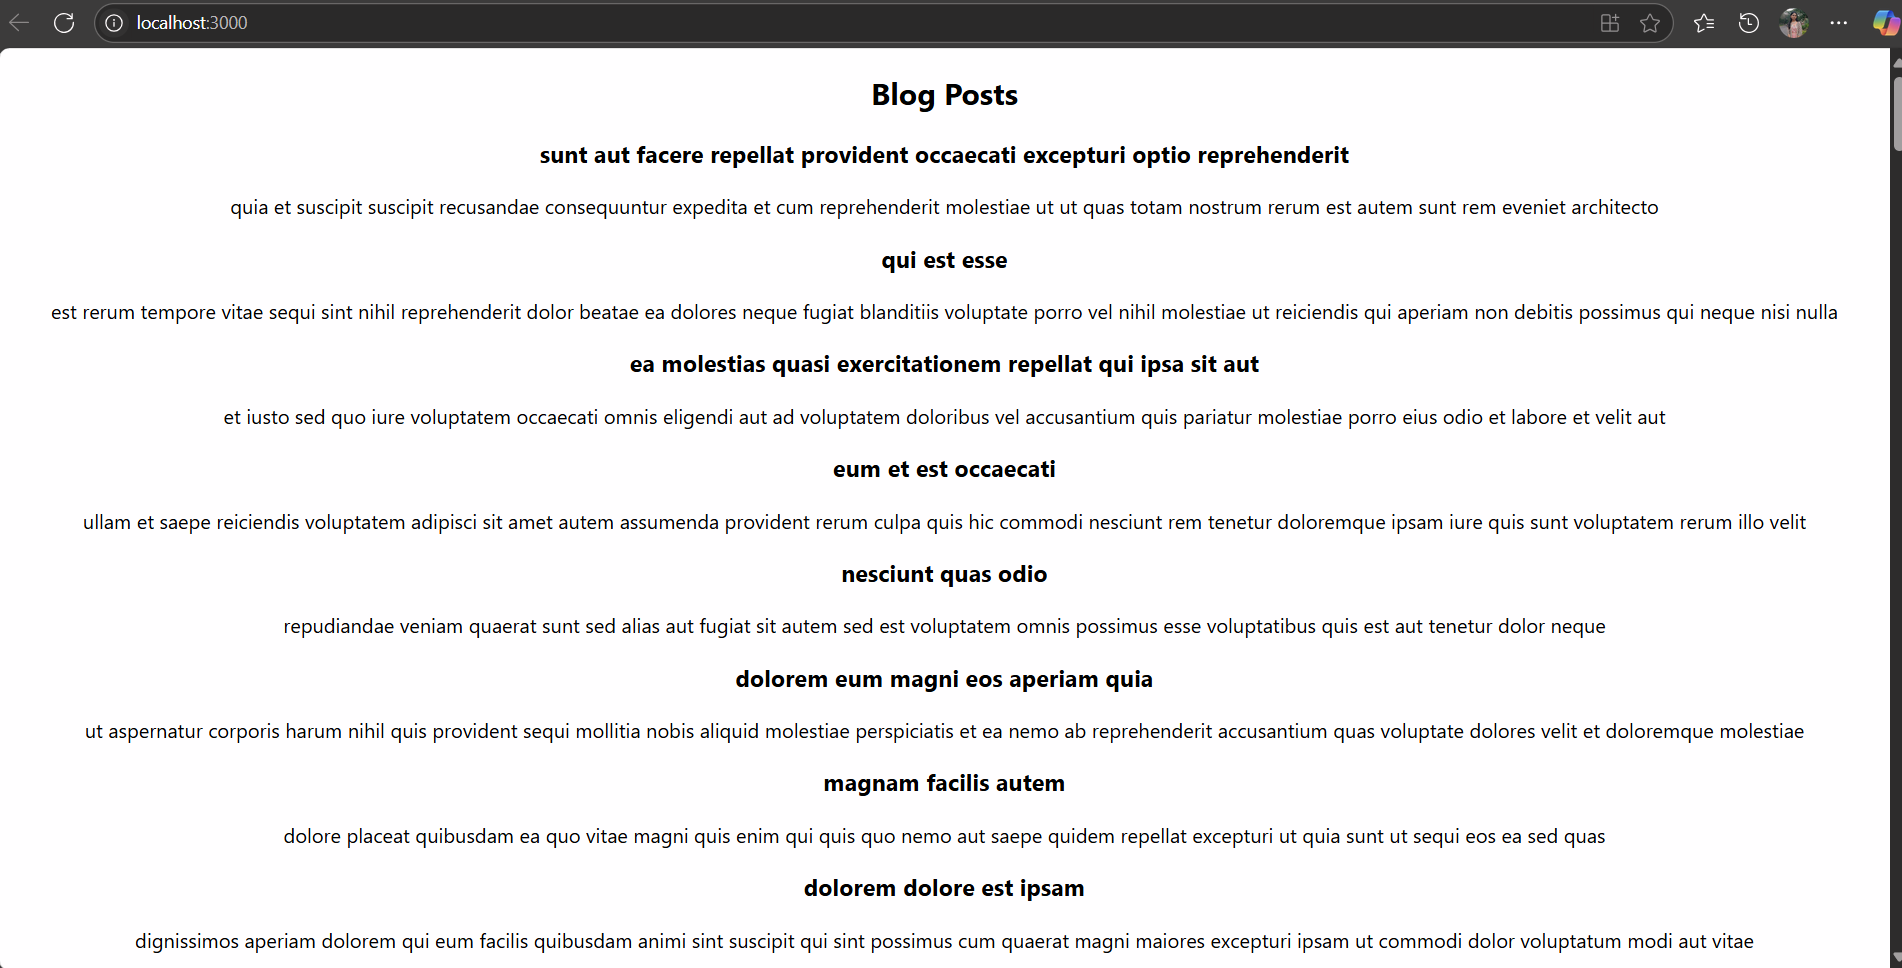 localhost:3000
Blog Posts
sunt aut facere repellat provident occaecati excepturi optio reprehenderit
quia et suscipit suscipit recusandae consequuntur expedita et cum reprehenderit molestiae ut ut quas totam nostrum rerum est autem sunt rem eveniet architecto
qui est esse
est rerum tempore vitae sequi sint nihil reprehenderit dolor beatae ea dolores neque fugiat blanditiis voluptate porro vel nihil molestiae ut reiciendis qui aperiam non debitis possimus qui neque nisi nulla
ea molestias quasi exercitationem repellat qui ipsa sit aut
et iusto sed quo iure voluptatem occaecati omnis eligendi aut ad voluptatem doloribus vel accusantium quis pariatur molestiae porro eius odio et labore et velit aut
eum et est occaecati
ullam et saepe reiciendis voluptatem adipisci sit amet autem assumenda provident rerum culpa quis hic commodi nesciunt rem tenetur doloremque ipsam iure quis sunt voluptatem rerum illo velit
nesciunt quas odio
repudiandae veniam quaerat sunt sed alias aut fugiat sit autem sed est voluptatem omnis possimus esse voluptatibus quis est aut tenetur dolor neque
dolorem eum magni eos aperiam quia
ut aspernatur corporis harum nihil quis provident sequi mollitia nobis aliquid molestiae perspiciatis et ea nemo ab reprehenderit accusantium quas voluptate dolores velit et doloremque molestiae
magnam facilis autem
dolore placeat quibusdam ea quo vitae magni quis enim qui quis quo nemo aut saepe quidem repellat excepturi ut quia sunt ut sequi eos ea sed quas
dolorem dolore est ipsam
dignissimos aperiam dolorem qui eum facilis quibusdam animi sint suscipit qui sint possimus cum quaerat magni maiores excepturi ipsam ut commodi dolor voluptatum modi aut vitae